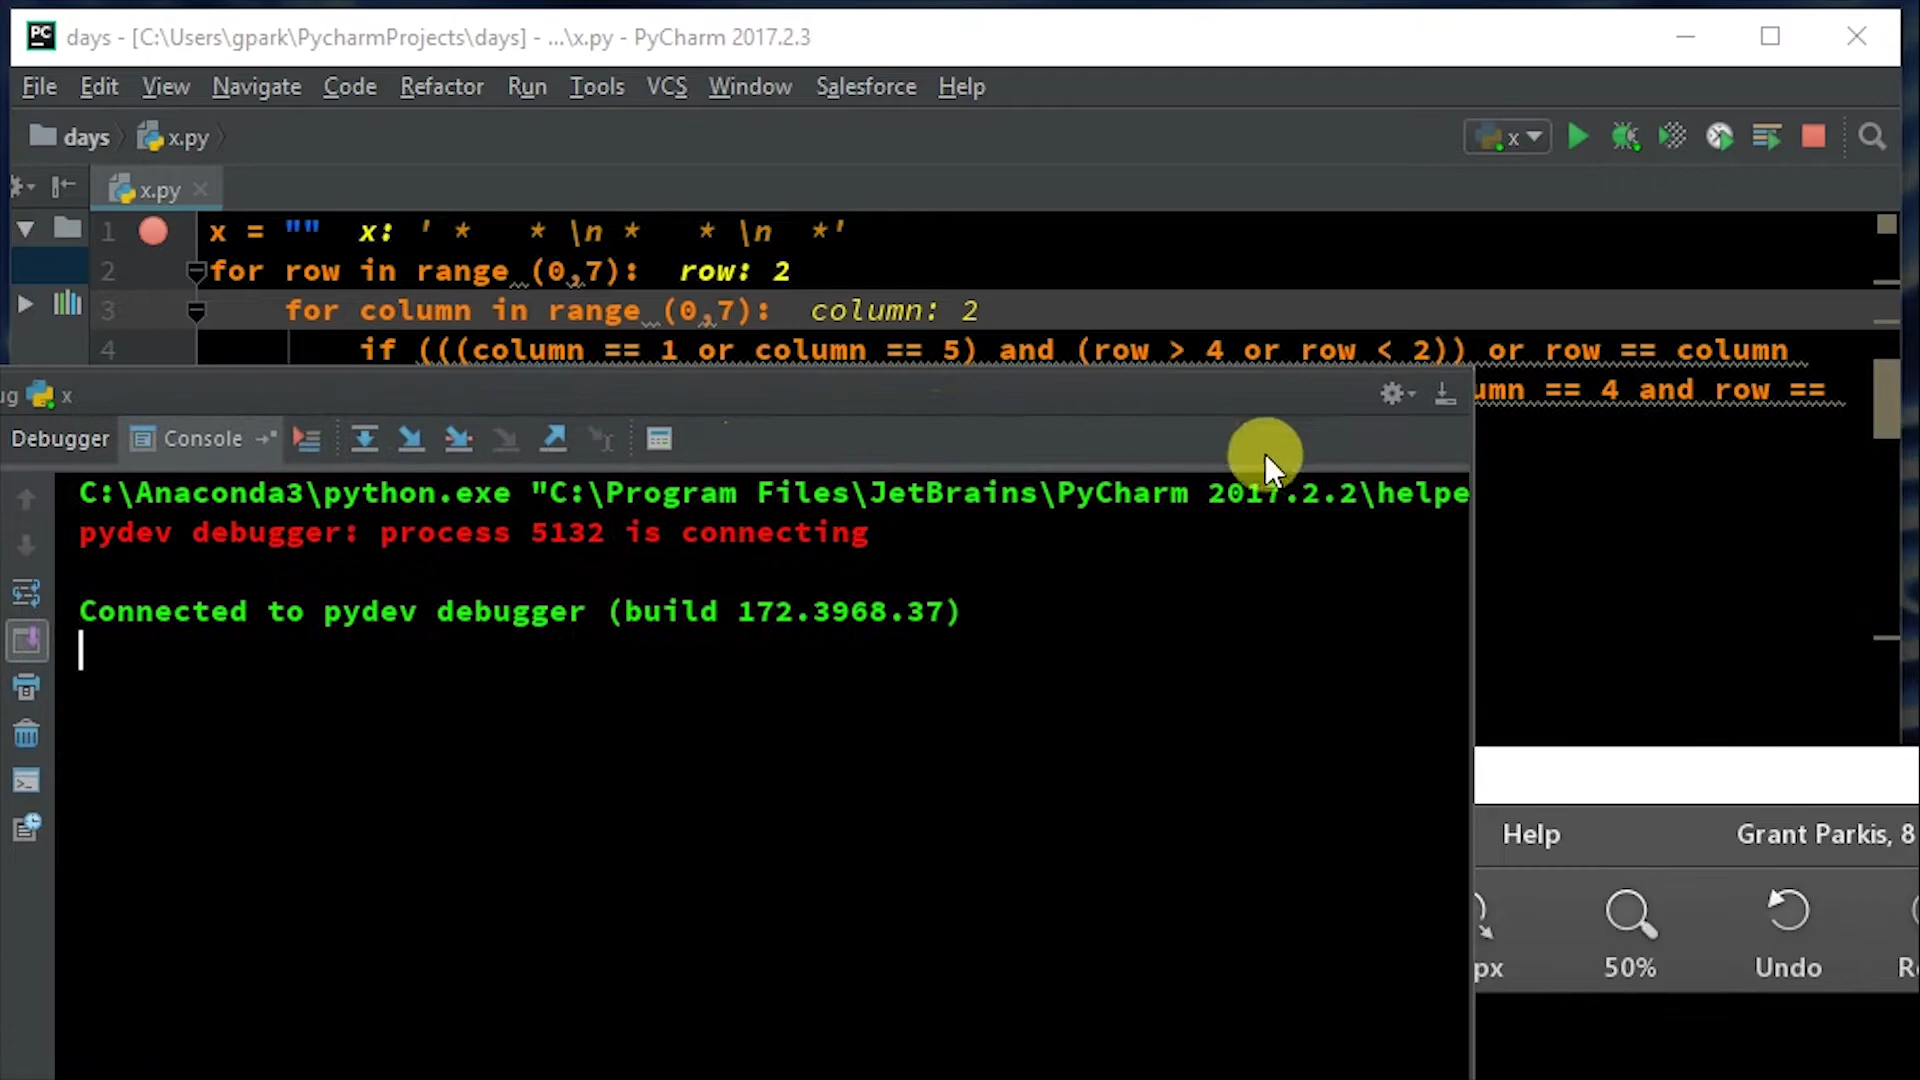 PC days - [C:\Users\gpark\PycharmProjects\days] - ...\x.py - PyCharm 2017.2.3
File Edit View Navigate Code Refactor Run Tools VCS Window Salesforce Help
days x.py x
x.py
1 x = "" x: ' *   * \n *   * \n  *'
2 for row in range (0,7): row: 2
3 for column in range (0,7): column: 2
4 if (((column == 1 or column == 5) and (row > 4 or row < 2)) or row == column
umn == 4 and row ==
ug x
Debugger Console
C:\Anaconda3\python.exe "C:\Program Files\JetBrains\PyCharm 2017.2.2\helpe
pydev debugger: process 5132 is connecting
Connected to pydev debugger (build 172.3968.37)
Help Grant Parkis, 8
px 50% Undo R